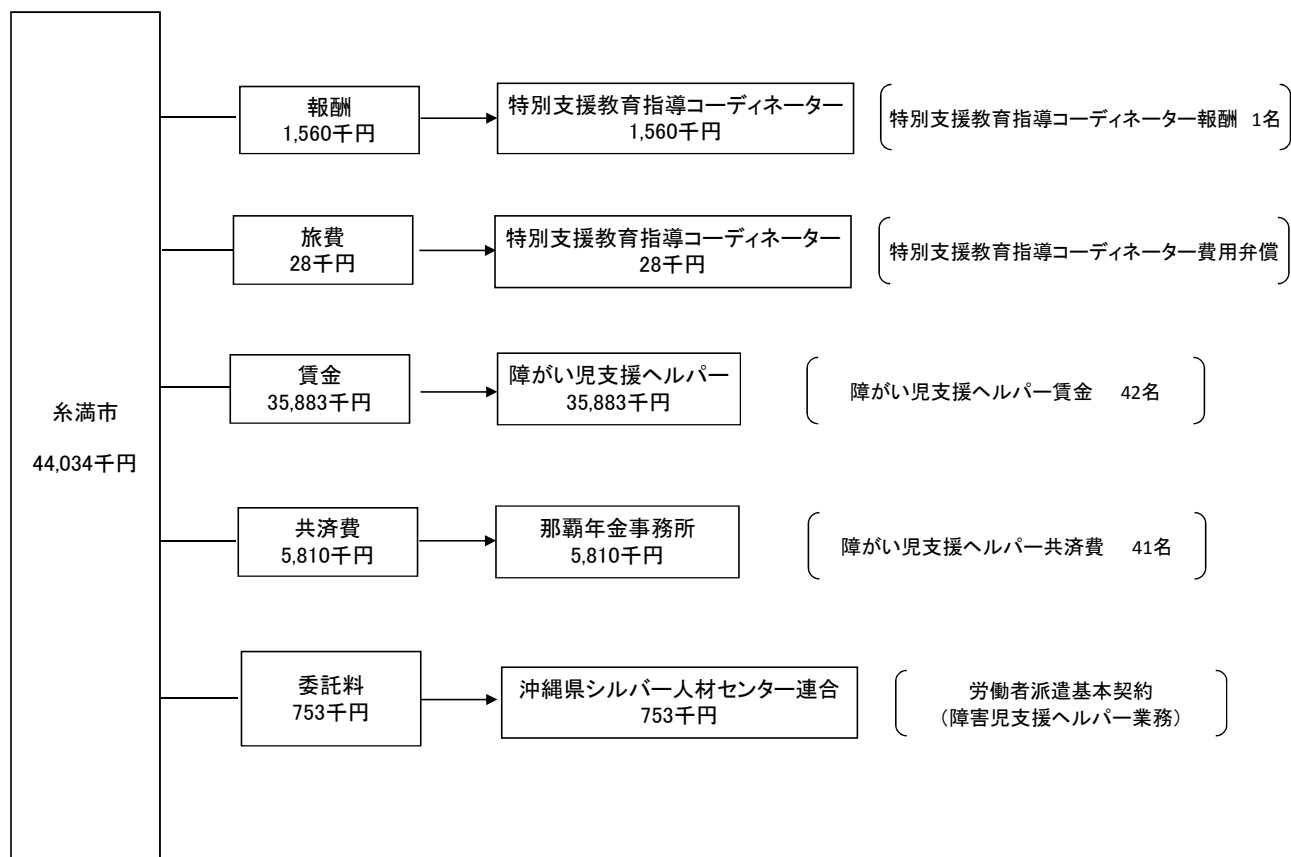 報酬
1,560千円
特別支援教育指導コーディネーター
1,560千円
特別支援教育指導コーディネーター報酬 1名
旅費
28千円
特別支援教育指導コーディネーター
28千円
特別支援教育指導コーディネーター費用弁償
賃金
35,883千円
障がい児支援ヘルパー
35,883千円
障がい児支援ヘルパー賃金 42名
糸満市
44,034千円
共済費
5,810千円
那覇年金事務所
5,810千円
障がい児支援ヘルパー共済費 41名
委託料
753千円
沖縄県シルバー人材センター連合
753千円
労働者派遣基本契約
(障害児支援ヘルパー業務)